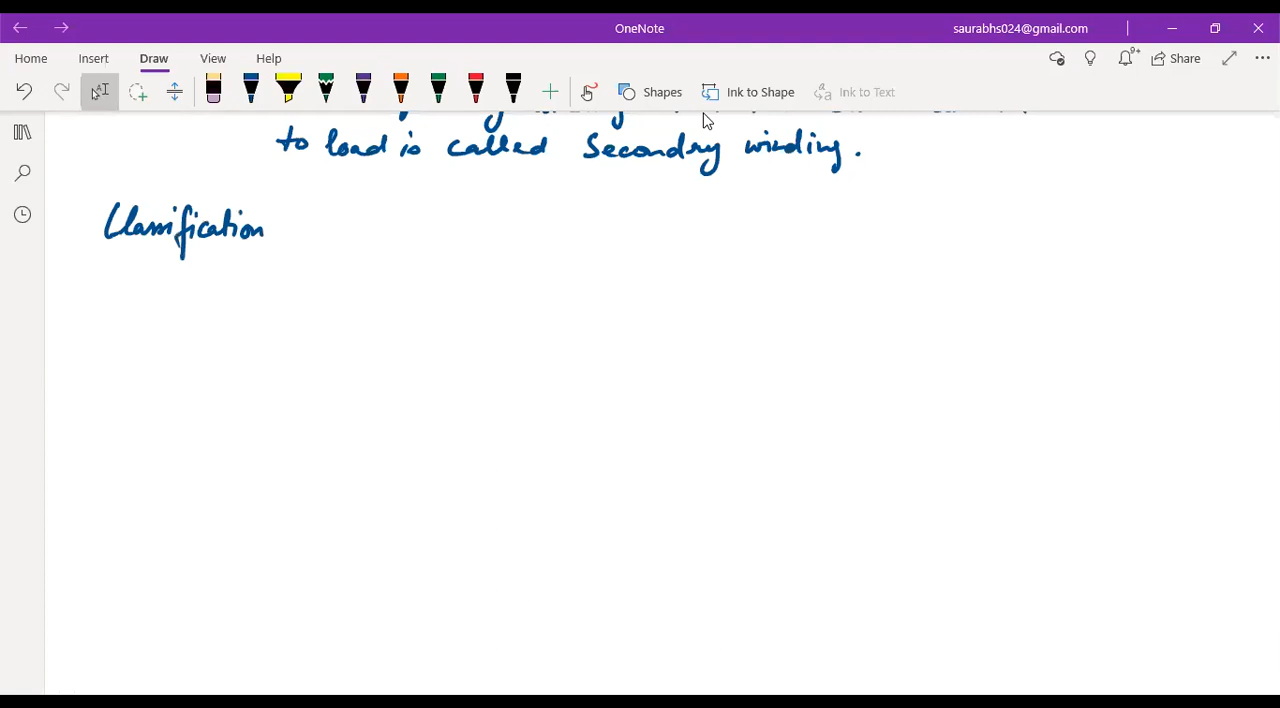 OneNote
saurabhs024@gmail.com
Home Insert Draw View Help
Share
Shapes Ink to Shape Ink to Text
to load is called Secondry winding.
Classification